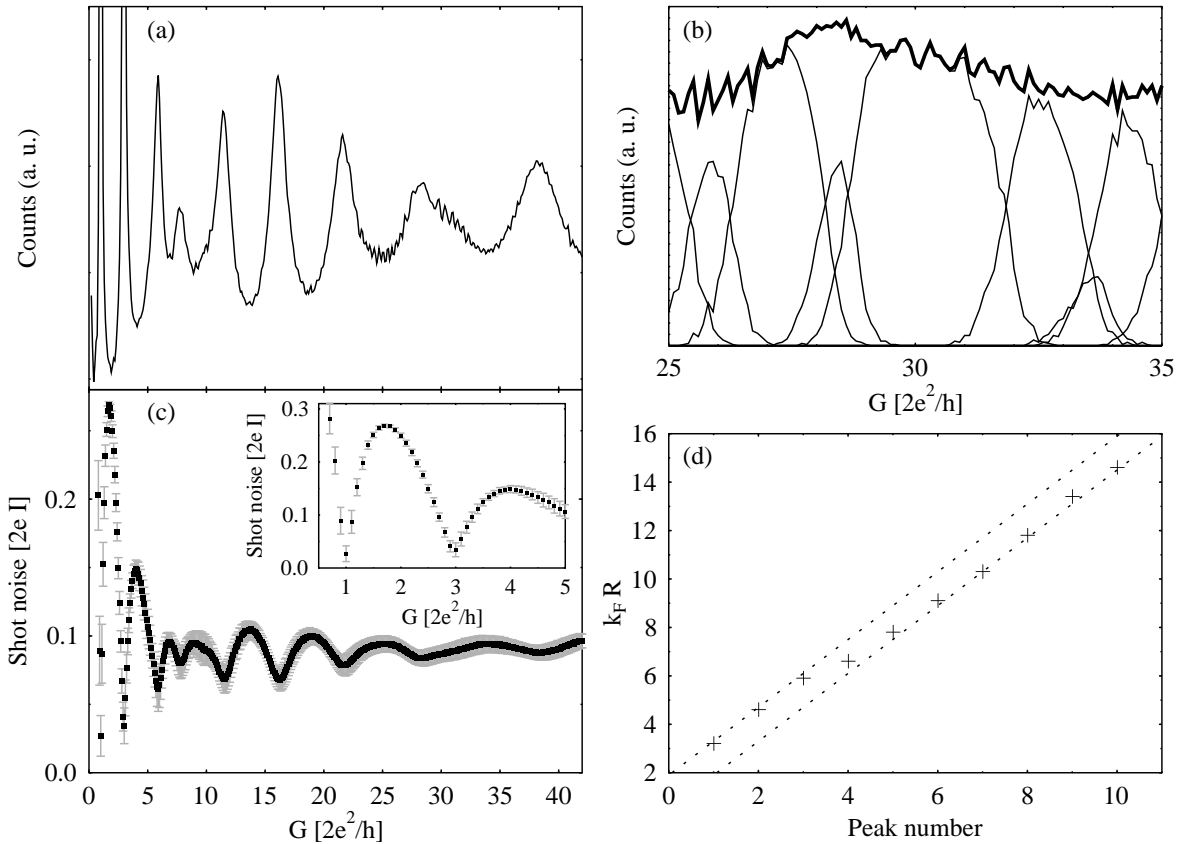 (a)
Counts (a. u.)
(b)
Counts (a. u.)
25
30
35
G [2e²/h]
(c)
Shot noise [2e I]
0.2
0.1
0.0
0
5
10
15
20
25
30
35
40
G [2e²/h]
Shot noise [2e I]
0.3
0.2
0.1
0.0
1
2
3
4
5
G [2e²/h]
(d)
k_F R
16
14
12
10
8
6
4
2
0
2
4
6
8
10
Peak number